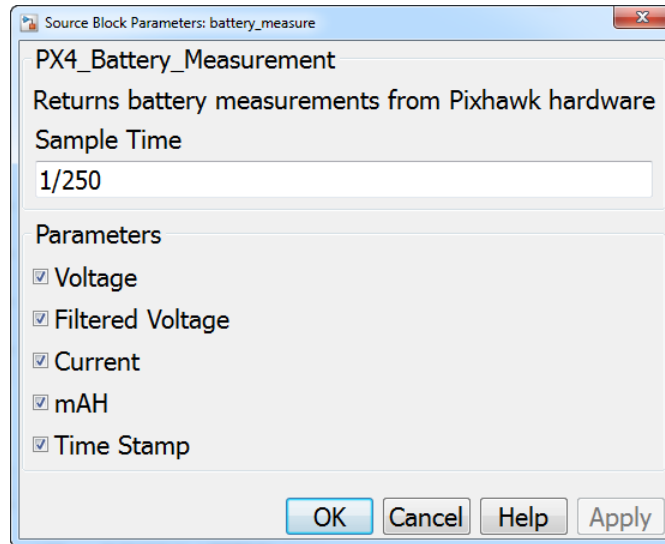 Source Block Parameters: battery_measure
PX4_Battery_Measurement
Returns battery measurements from Pixhawk hardware
Sample Time
1/250
Parameters
Voltage
Filtered Voltage
Current
mAH
Time Stamp
OK Cancel Help Apply